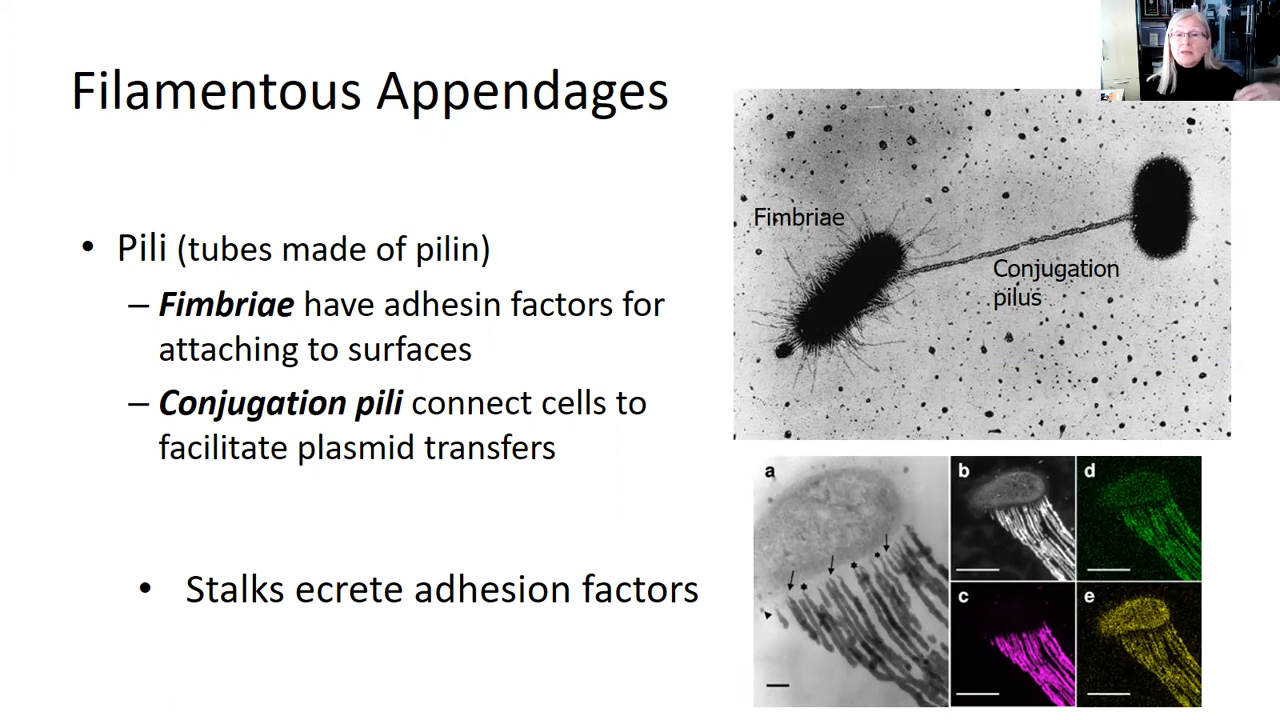 Filamentous Appendages
• Pili (tubes made of pilin)
– Fimbriae have adhesin factors for
attaching to surfaces
– Conjugation pili connect cells to
facilitate plasmid transfers
• Stalks ecrete adhesion factors
Fimbriae
Conjugation
pilus
a
b
d
c
e